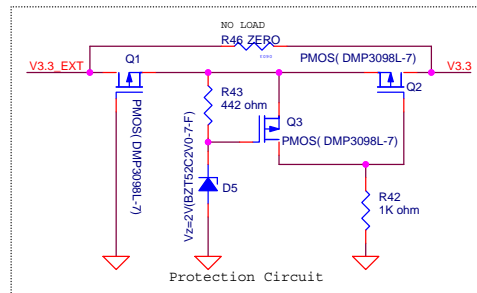 NO LOAD
R46 ZERO
V3.3_EXT
Q1
PMOS( DMP3098L-7)
V3.3
Q2
R43
442 ohm
Q3
PMOS( DMP3098L-7)
PMOS( DMP3098L-7)
Vz=2V(BZT52C2V0-7-F)
D5
R42
1K ohm
Protection Circuit